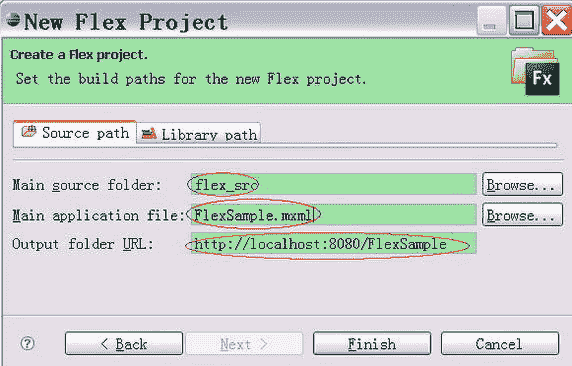 New Flex Project
Create a Flex project.
Set the build paths for the new Flex project.
Fx
Source path Library path
Main source folder: flex_src Browse...
Main application file: FlexSample.mxml Browse...
Output folder URL: http://localhost:8080/FlexSample
? < Back Next > Finish Cancel